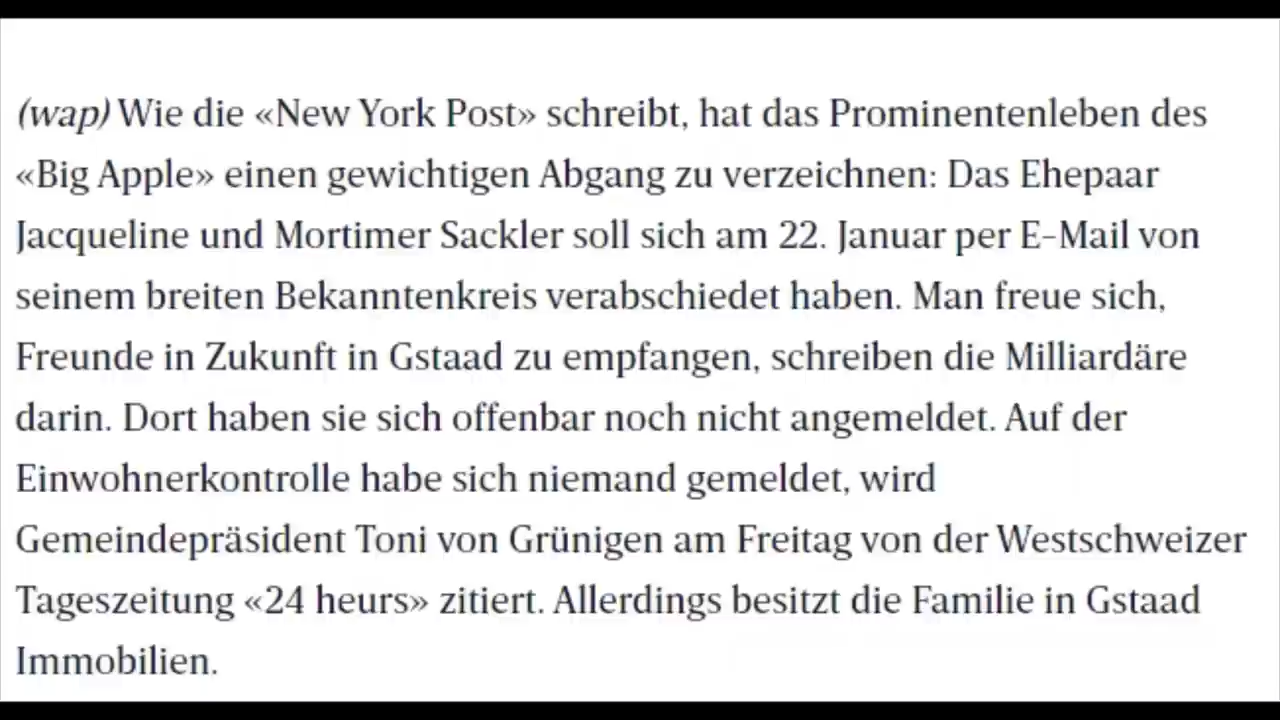 (wap) Wie die «New York Post» schreibt, hat das Prominentenleben des
«Big Apple» einen gewichtigen Abgang zu verzeichnen: Das Ehepaar
Jacqueline und Mortimer Sackler soll sich am 22. Januar per E-Mail von
seinem breiten Bekanntenkreis verabschiedet haben. Man freue sich,
Freunde in Zukunft in Gstaad zu empfangen, schreiben die Milliardäre
darin. Dort haben sie sich offenbar noch nicht angemeldet. Auf der
Einwohnerkontrolle habe sich niemand gemeldet, wird
Gemeindepräsident Toni von Grünigen am Freitag von der Westschweizer
Tageszeitung «24 heurs» zitiert. Allerdings besitzt die Familie in Gstaad
Immobilien.